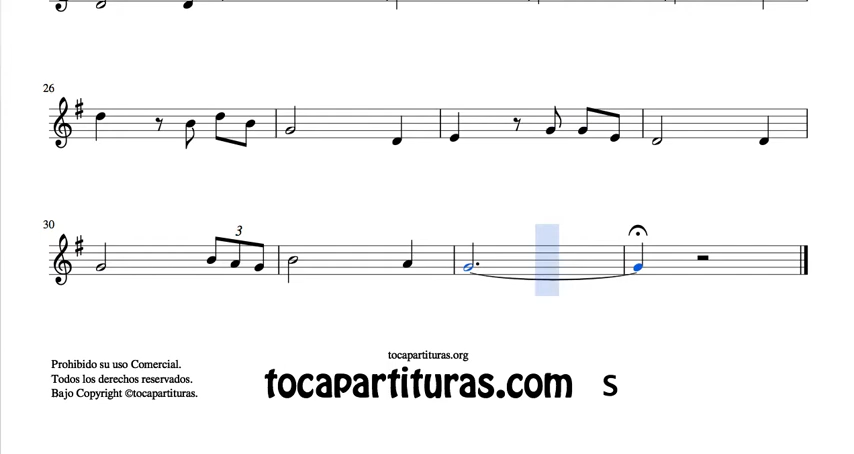 26
30
3
tocapartituras.org
Prohibido su uso Comercial.
Todos los derechos reservados.
Bajo Copyright ©tocapartituras.
tocapartituras.com s